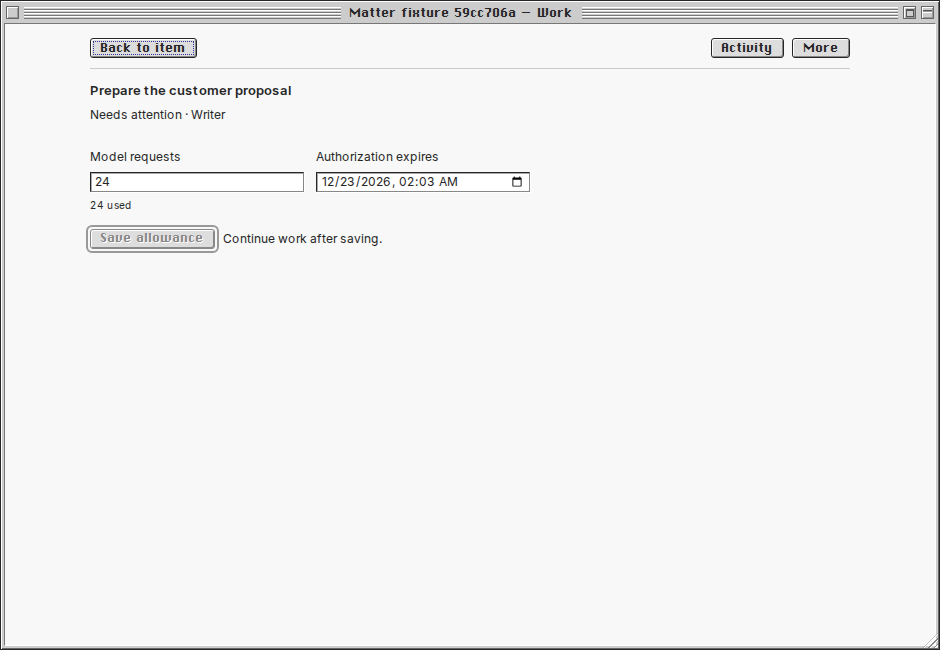 Matter fixture 59cc706a — Work
Back to item
Activity
More
Prepare the customer proposal
Needs attention · Writer
Model requests
Authorization expires
24
12/23/2026, 02:03 AM
24 used
Save allowance
Continue work after saving.